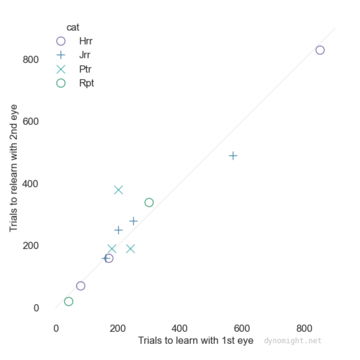 cat
Hrr
Jrr
Ptr
Rpt
800
600
400
200
0
Trials to relearn with 2nd eye
0 200 400 600 800
Trials to learn with 1st eye
dynomight.net